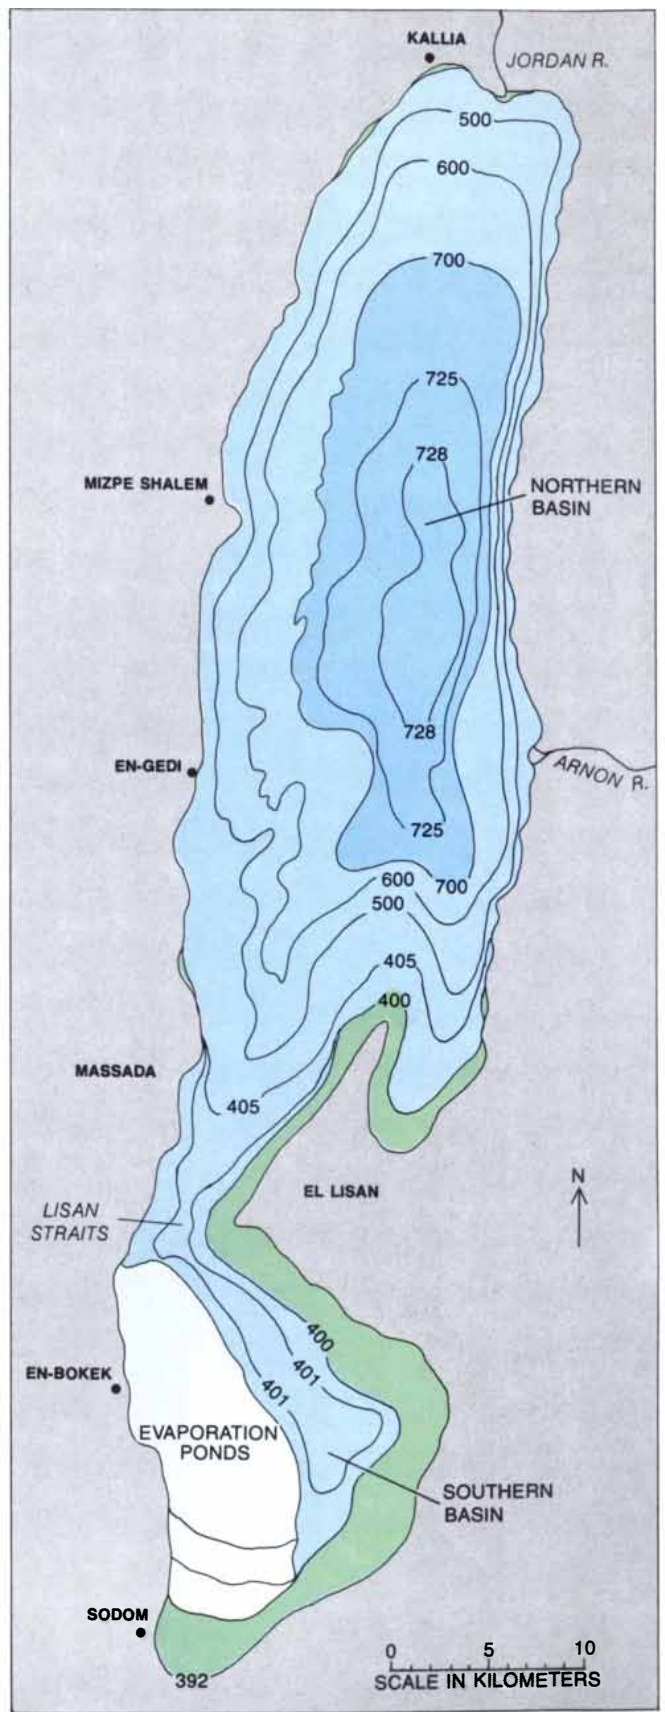 KALLIA
JORDAN R.
500
600
700
725
728
MIZPE SHALEM
NORTHERN
BASIN
728
EN-GEDI
ARNON R.
725
600
700
500
405
400
MASSADA
405
EL LISAN
N
LISAN
STRAITS
400
EN-BOKEK
401
401
EVAPORATION
PONDS
SOUTHERN
BASIN
SODOM
0 5 10
392
SCALE IN KILOMETERS